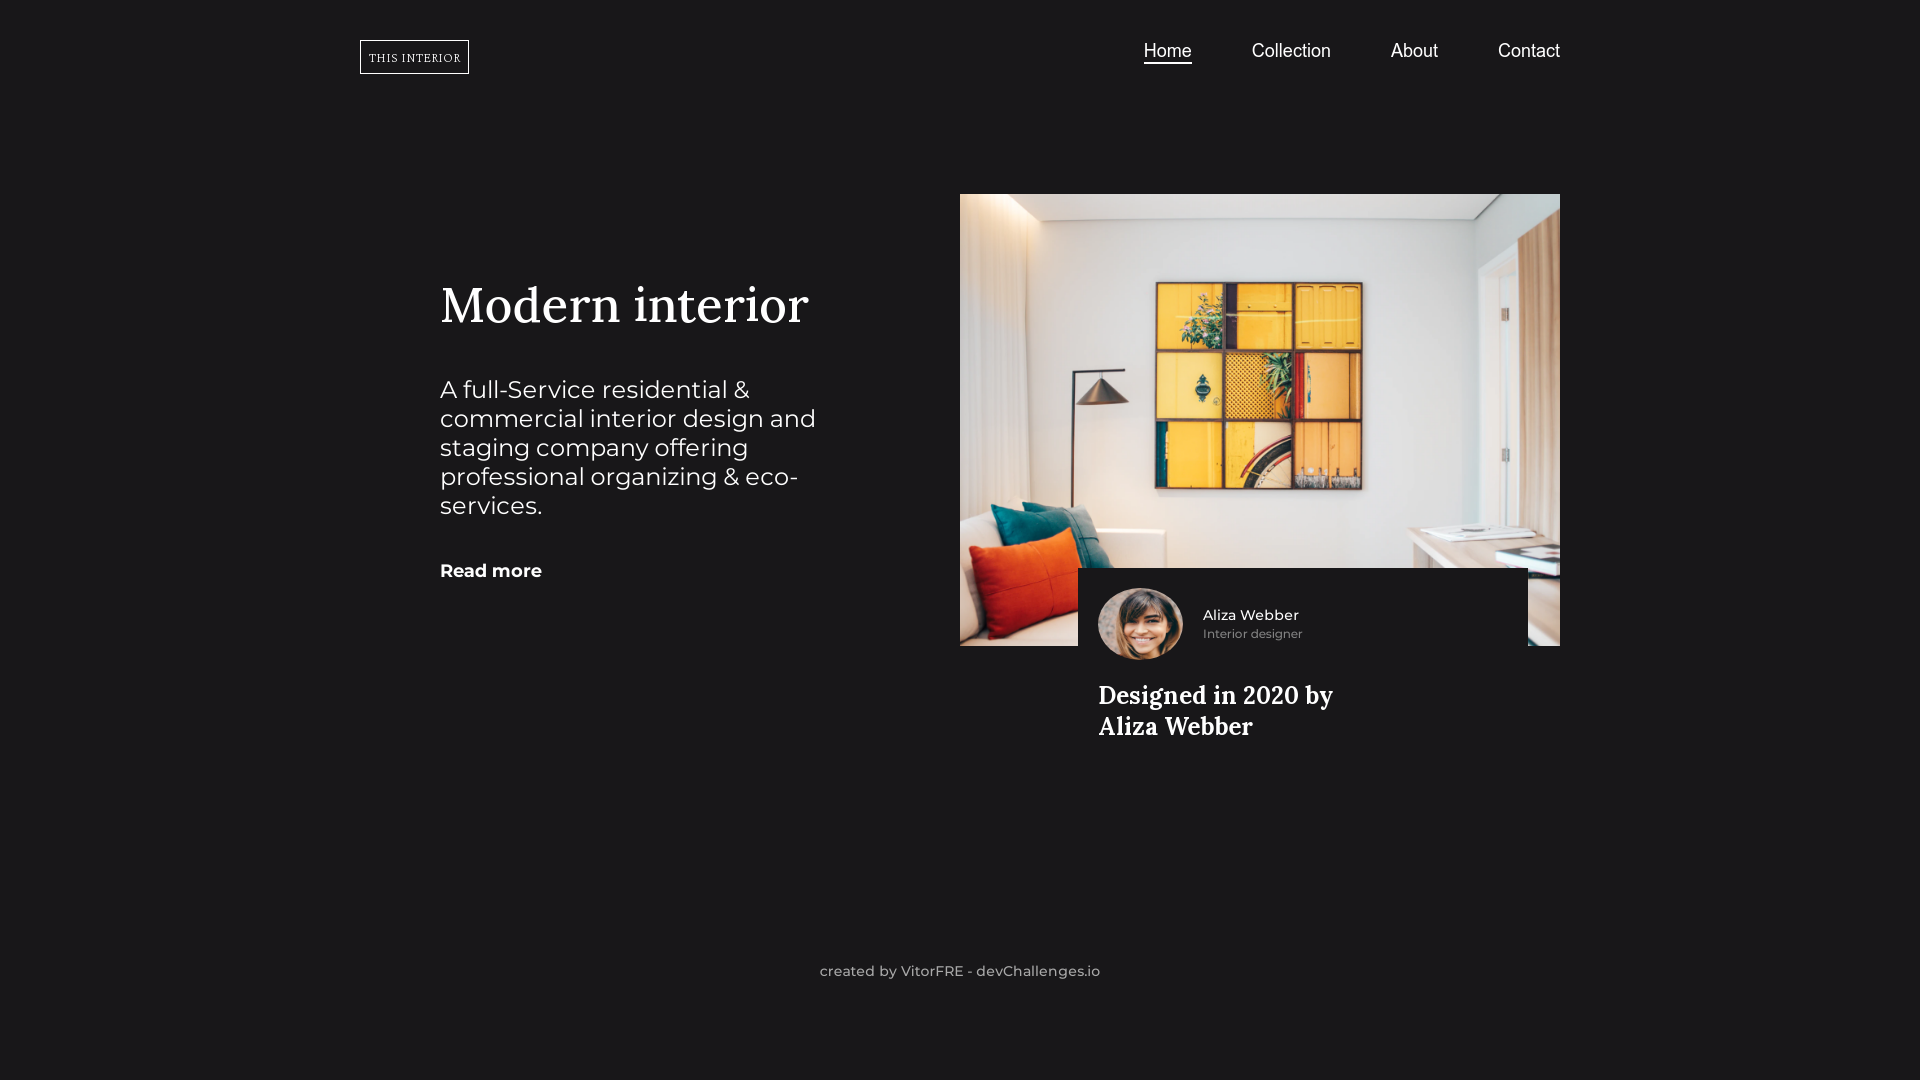 THIS INTERIOR
Home
Collection
About
Contact
Modern interior
A full-Service residential &
commercial interior design and
staging company offering
professional organizing & eco-
services.
Read more
Aliza Webber
Interior designer
Designed in 2020 by
Aliza Webber
created by VitorFRE - devChallenges.io